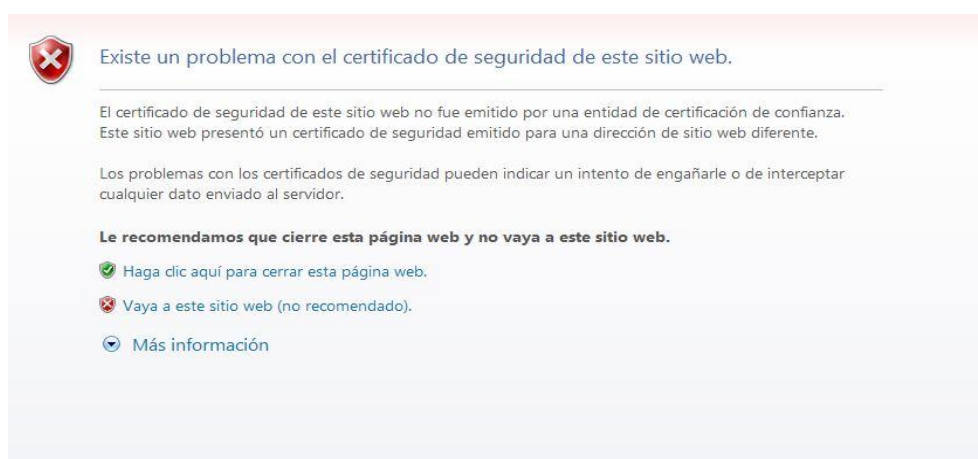 Existe un problema con el certificado de seguridad de este sitio web.
El certificado de seguridad de este sitio web no fue emitido por una entidad de certificación de confianza.
Este sitio web presentó un certificado de seguridad emitido para una dirección de sitio web diferente.
Los problemas con los certificados de seguridad pueden indicar un intento de engañarle o de interceptar
cualquier dato enviado al servidor.
Le recomendamos que cierre esta página web y no vaya a este sitio web.
Haga clic aquí para cerrar esta página web.
Vaya a este sitio web (no recomendado).
Más información